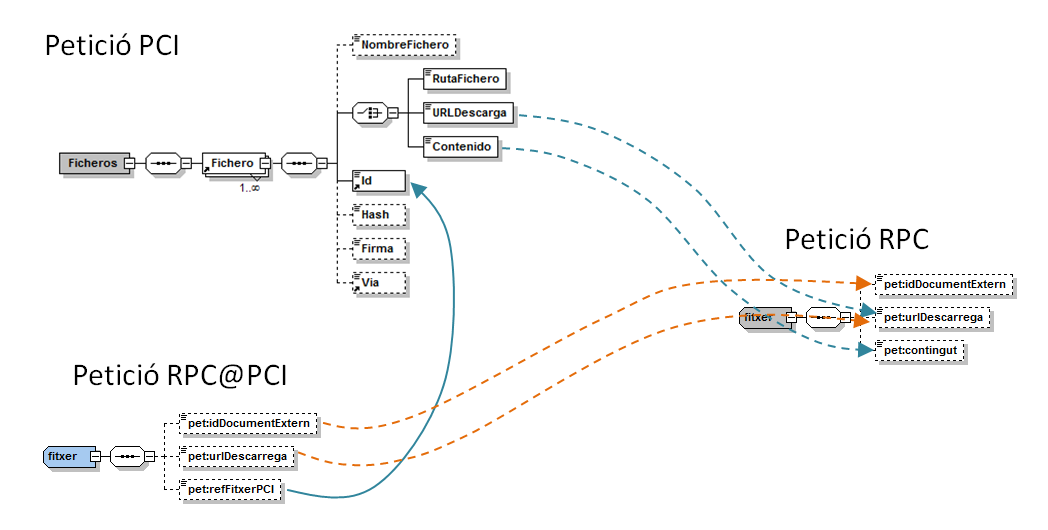 Petició PCI
NombreFichero
RutaFichero
URLDescarga
Contenido
Ficheros
Fichero
1..∞
Id
Hash
Firma
Via
Petició RPC
pet:idDocumentExtern
fitxer
pet:urlDescarrega
pet:contingut
Petició RPC@PCI
pet:idDocumentExtern
fitxer
pet:urlDescarrega
pet:refFitxerPCI